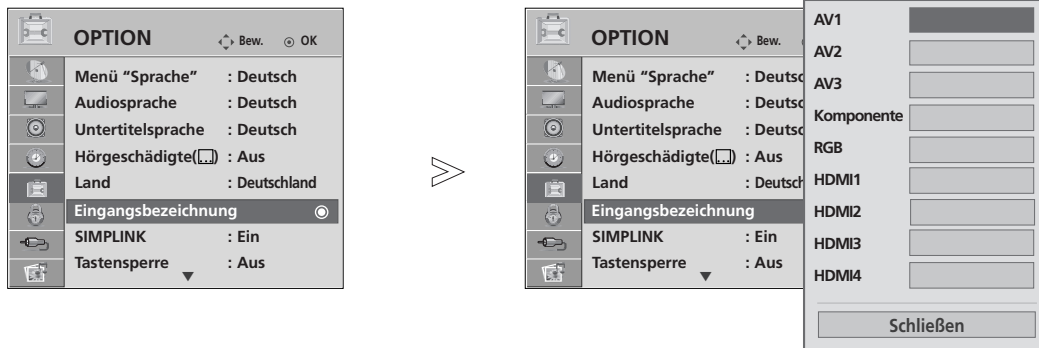 OPTION Bew. OK
Menü “Sprache” : Deutsch
Audiosprache : Deutsch
Untertitelsprache : Deutsch
Hörgeschädigte( ) : Aus
Land : Deutschland
Eingangsbezeichnung
SIMPLINK : Ein
Tastensperre : Aus
OPTION Bew.
Menü “Sprache” : Deutsc
Audiosprache : Deutsc
Untertitelsprache : Deutsc
Hörgeschädigte( ) : Aus
Land : Deutsch
Eingangsbezeichnung
SIMPLINK : Ein
Tastensperre : Aus
AV1
AV2
AV3
Komponente
RGB
HDMI1
HDMI2
HDMI3
HDMI4
Schließen